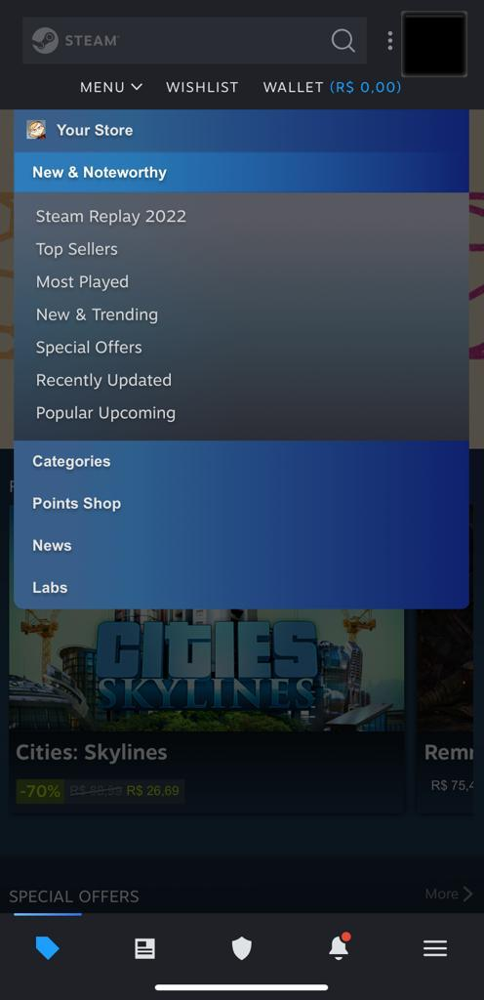 STEAM
MENU WISHLIST WALLET (R$ 0,00)
Your Store
New & Noteworthy
Steam Replay 2022
Top Sellers
Most Played
New & Trending
Special Offers
Recently Updated
Popular Upcoming
Categories
Points Shop
News
Labs
CITIES
SKYLINES
Cities: Skylines
-70% R$ 88,99 R$ 26,69
R$ 75,4
SPECIAL OFFERS More